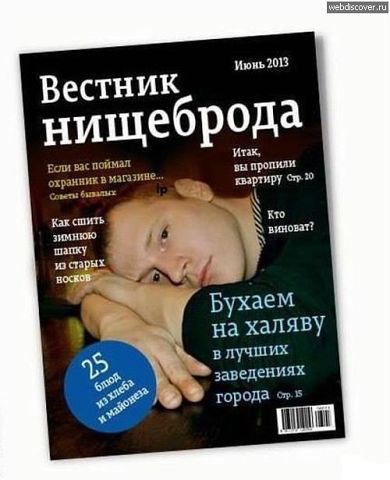 webdiscover.ru
Июнь 2013
Вестник
нищеброда
Если вас поймал
охранник в магазине...
Советы бывалых
Итак,
вы пропили
квартиру Стр. 20
Как сшить
зимнюю
шапку
из старых
носков
Кто
виноват?
Бухаем
на халяву
в лучших
заведениях
города Стр. 15
25
блюд
из хлеба
и майонеза